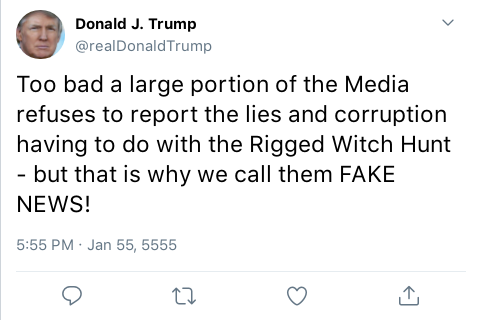 Donald J. Trump
@realDonaldTrump
Too bad a large portion of the Media
refuses to report the lies and corruption
having to do with the Rigged Witch Hunt
- but that is why we call them FAKE
NEWS!
5:55 PM · Jan 55, 5555